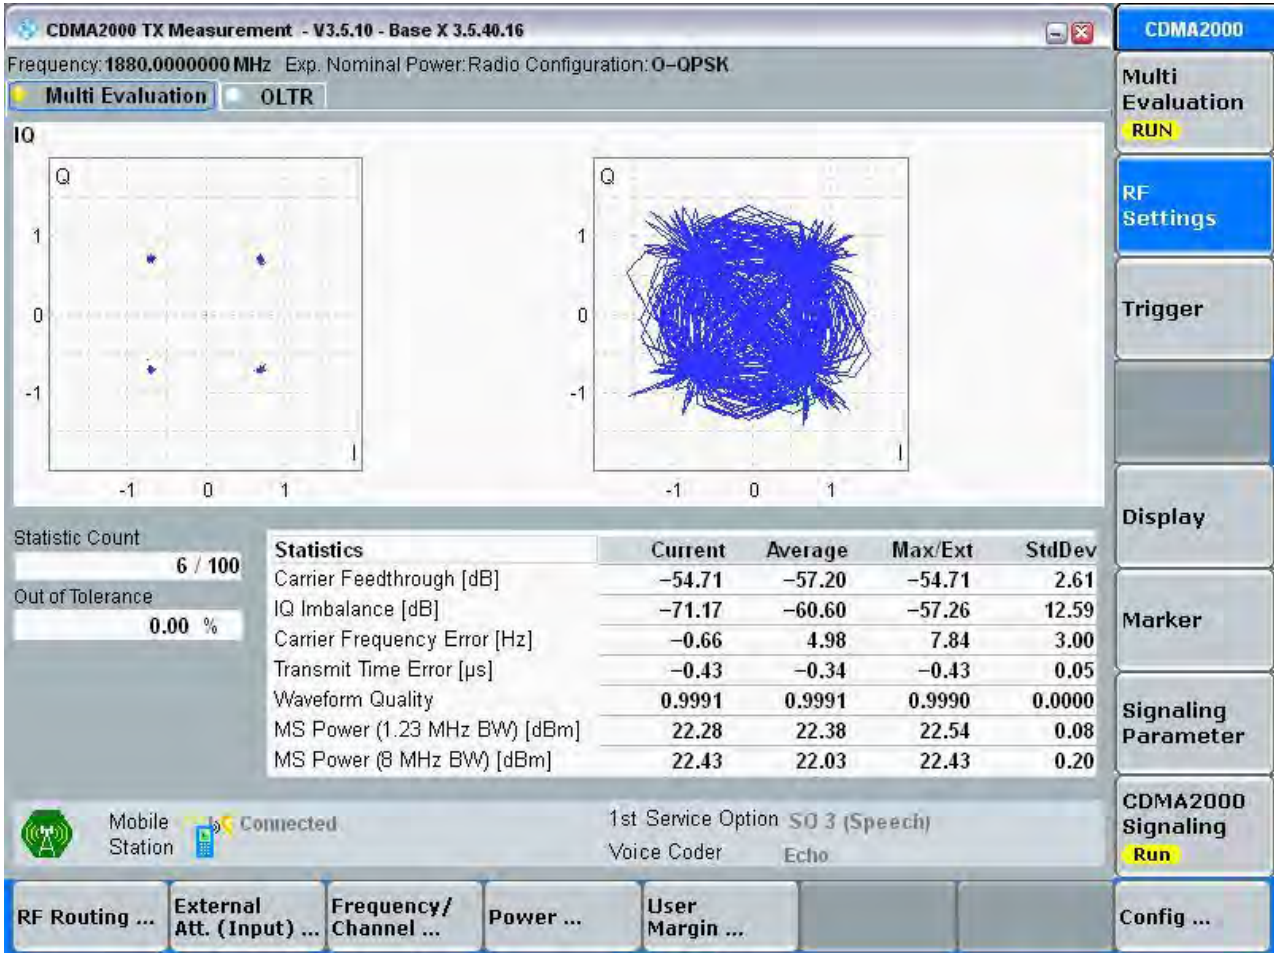 CDMA2000 TX Measurement - V3.5.10 - Base X 3.5.40.16
CDMA2000
Frequency: 1880.0000000 MHz Exp. Nominal Power: Radio Configuration: O-QPSK
Multi Evaluation OLTR
Multi
Evaluation
RUN
IQ
Q
1
0
-1
I
-1 0 1
Q
1
0
-1
I
-1 0 1
RF
Settings
Trigger
Display
Marker
Signaling
Parameter
CDMA2000
Signaling
Run
Statistic Count
6 / 100
Out of Tolerance
0.00 %
Statistics Current Average Max/Ext StdDev
Carrier Feedthrough [dB] -54.71 -57.20 -54.71 2.61
IQ Imbalance [dB] -71.17 -60.60 -57.26 12.59
Carrier Frequency Error [Hz] -0.66 4.98 7.84 3.00
Transmit Time Error [µs] -0.43 -0.34 -0.43 0.05
Waveform Quality 0.9991 0.9991 0.9990 0.0000
MS Power (1.23 MHz BW) [dBm] 22.28 22.38 22.54 0.08
MS Power (8 MHz BW) [dBm] 22.43 22.03 22.43 0.20
Mobile
Station
Connected
1st Service Option SO 3 (Speech)
Voice Coder Echo
RF Routing ...
External
Att. (Input) ...
Frequency/
Channel ...
Power ...
User
Margin ...
Config ...